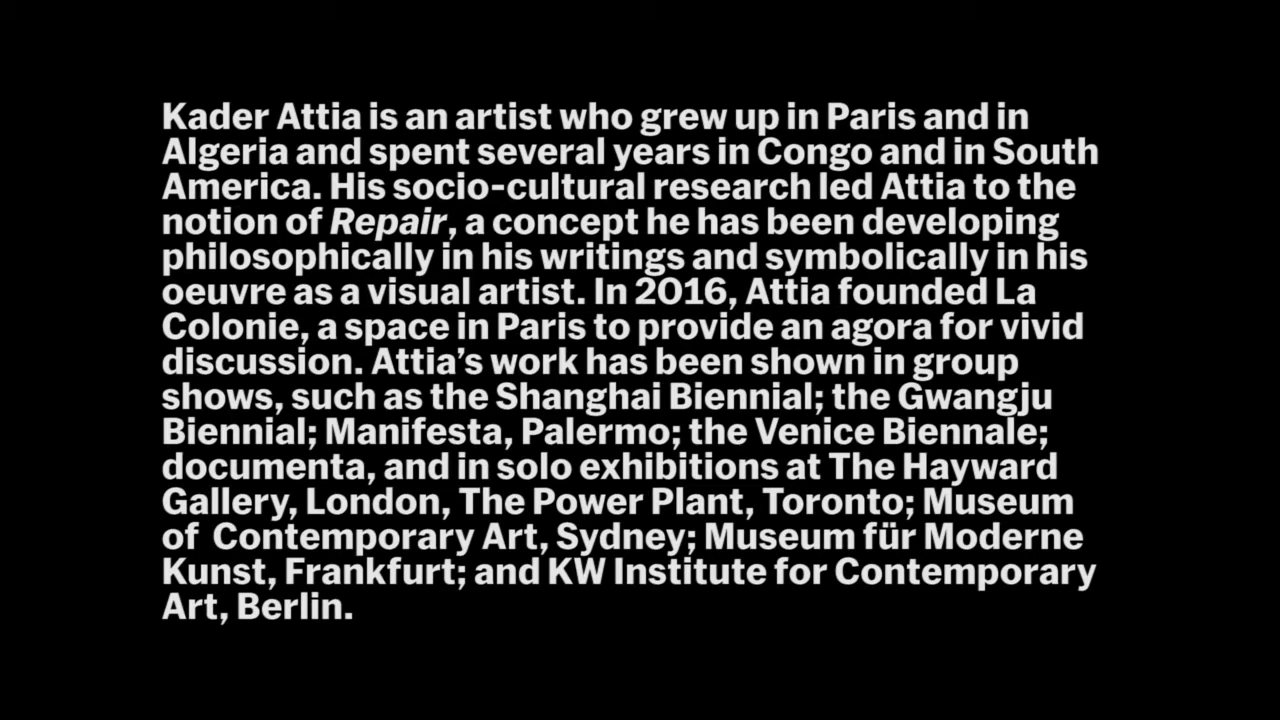 Kader Attia is an artist who grew up in Paris and in
Algeria and spent several years in Congo and in South
America. His socio-cultural research led Attia to the
notion of Repair, a concept he has been developing
philosophically in his writings and symbolically in his
oeuvre as a visual artist. In 2016, Attia founded La
Colonie, a space in Paris to provide an agora for vivid
discussion. Attia’s work has been shown in group
shows, such as the Shanghai Biennial; the Gwangju
Biennial; Manifesta, Palermo; the Venice Biennale;
documenta, and in solo exhibitions at The Hayward
Gallery, London, The Power Plant, Toronto; Museum
of Contemporary Art, Sydney; Museum für Moderne
Kunst, Frankfurt; and KW Institute for Contemporary
Art, Berlin.